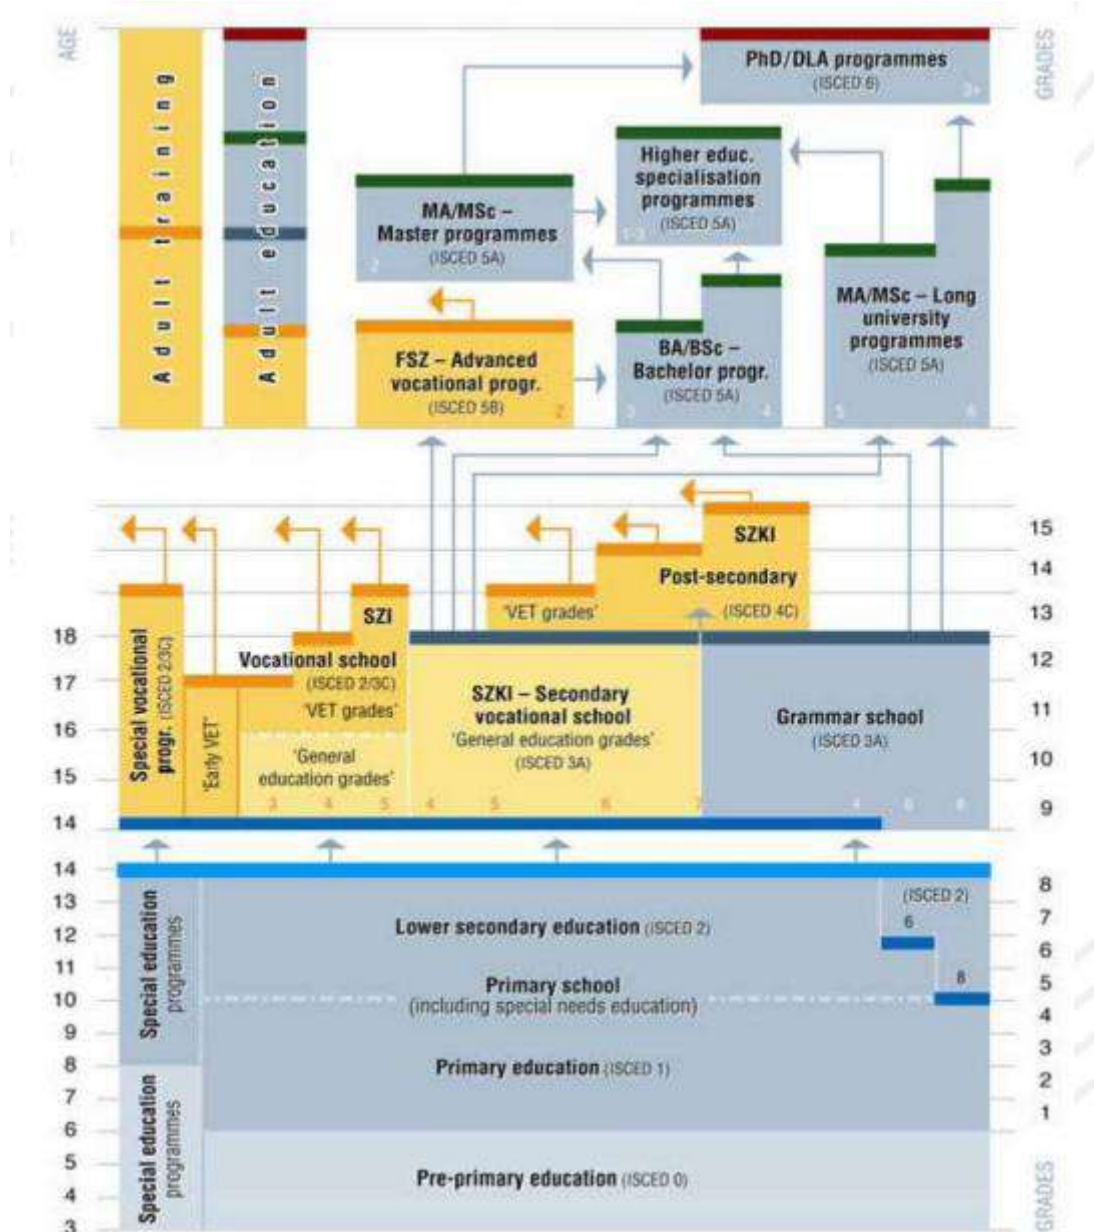 AGE
GRADES
Adult training
Adult education
PhD/DLA programmes
(ISCED 6)
3+
Higher educ.
specialisation
programmes
(ISCED 5A)
1-3
MA/MSc –
Master programmes
(ISCED 5A)
2
MA/MSc – Long
university
programmes
(ISCED 5A)
5
6
FSZ – Advanced
vocational progr.
(ISCED 5B)
2
BA/BSc –
Bachelor progr.
(ISCED 5A)
3
4
15
14
13
12
11
10
9
SZKI
Post-secondary
(ISCED 4C)
'VET grades'
18
17
16
15
14
Special vocational
progr. (ISCED 2/3C)
'Early VET'
SZI
Vocational school
(ISCED 2/3C)
'VET grades'
'General
education grades'
3
4
5
SZKI – Secondary
vocational school
'General education grades'
(ISCED 3A)
4
5
6
7
Grammar school
(ISCED 3A)
4
6
8
14
13
12
11
10
9
8
7
6
5
4
3
8
7
6
5
4
3
2
1
Special education
programmes
Special education
programmes
Lower secondary education (ISCED 2)
(ISCED 2)
6
8
Primary school
(including special needs education)
Primary education (ISCED 1)
Pre-primary education (ISCED 0)
GRADES